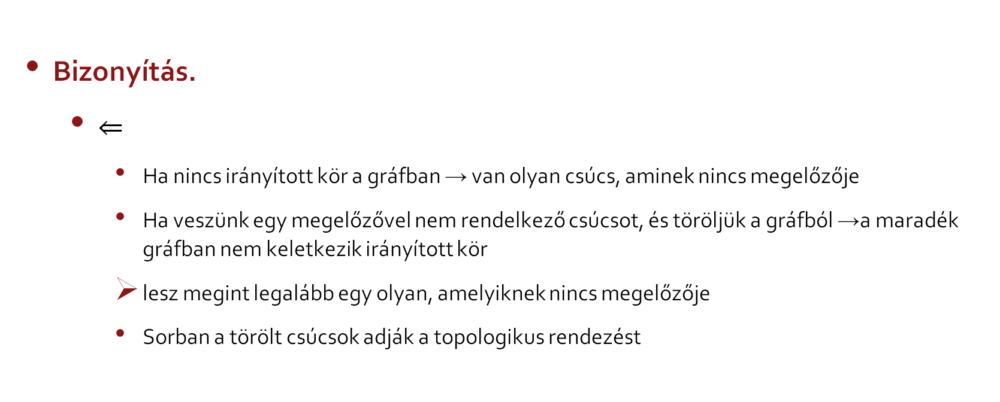 • Bizonyítás.
• ⇐
• Ha nincs irányított kör a gráfban → van olyan csúcs, aminek nincs megelőzője
• Ha veszünk egy megelőzővel nem rendelkező csúcsot, és töröljük a gráfból →a maradék
gráfban nem keletkezik irányított kör
➢ lesz megint legalább egy olyan, amelyiknek nincs megelőzője
• Sorban a törölt csúcsok adják a topologikus rendezést